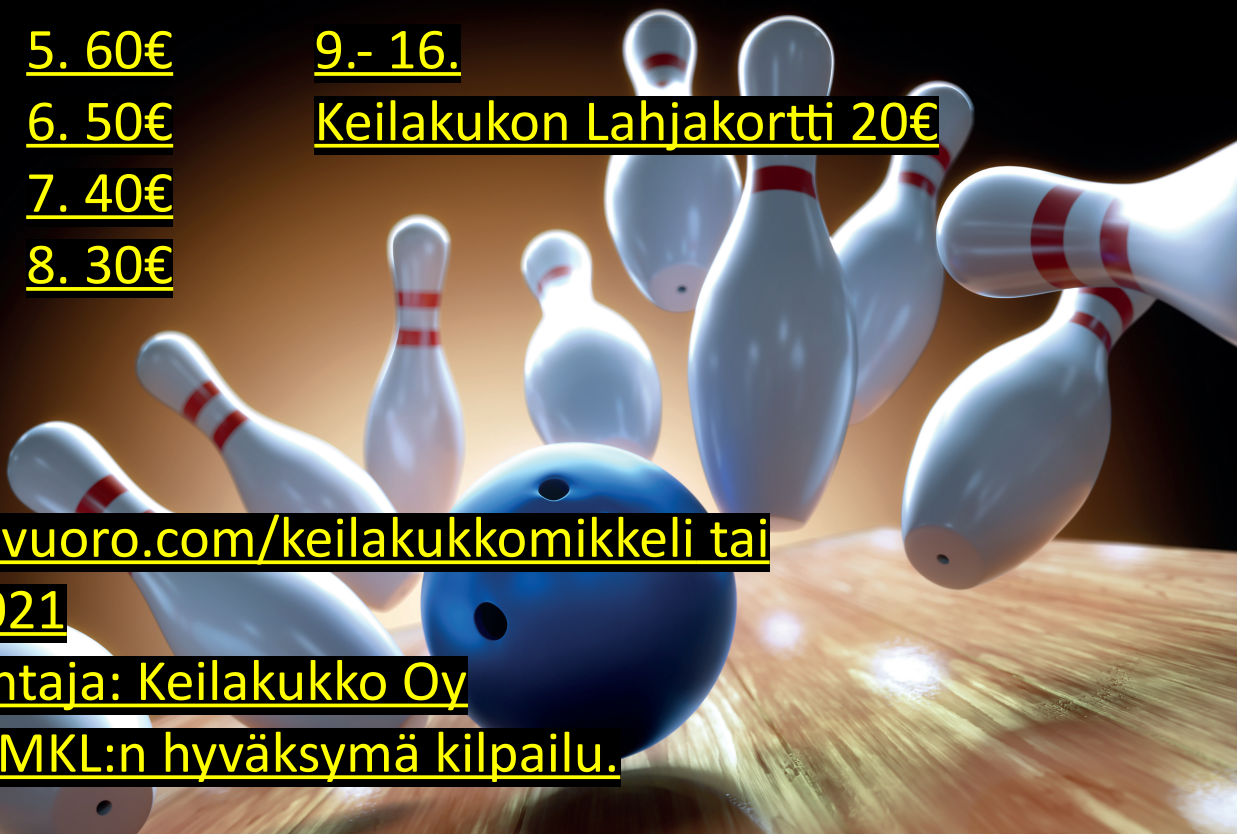 5. 60€
6. 50€
7. 40€
8. 30€
9.- 16.
Keilakukon Lahjakortti 20€
vuoro.com/keilakukkomikkeli tai
021
ntaja: Keilakukko Oy
MKL:n hyväksymä kilpailu.